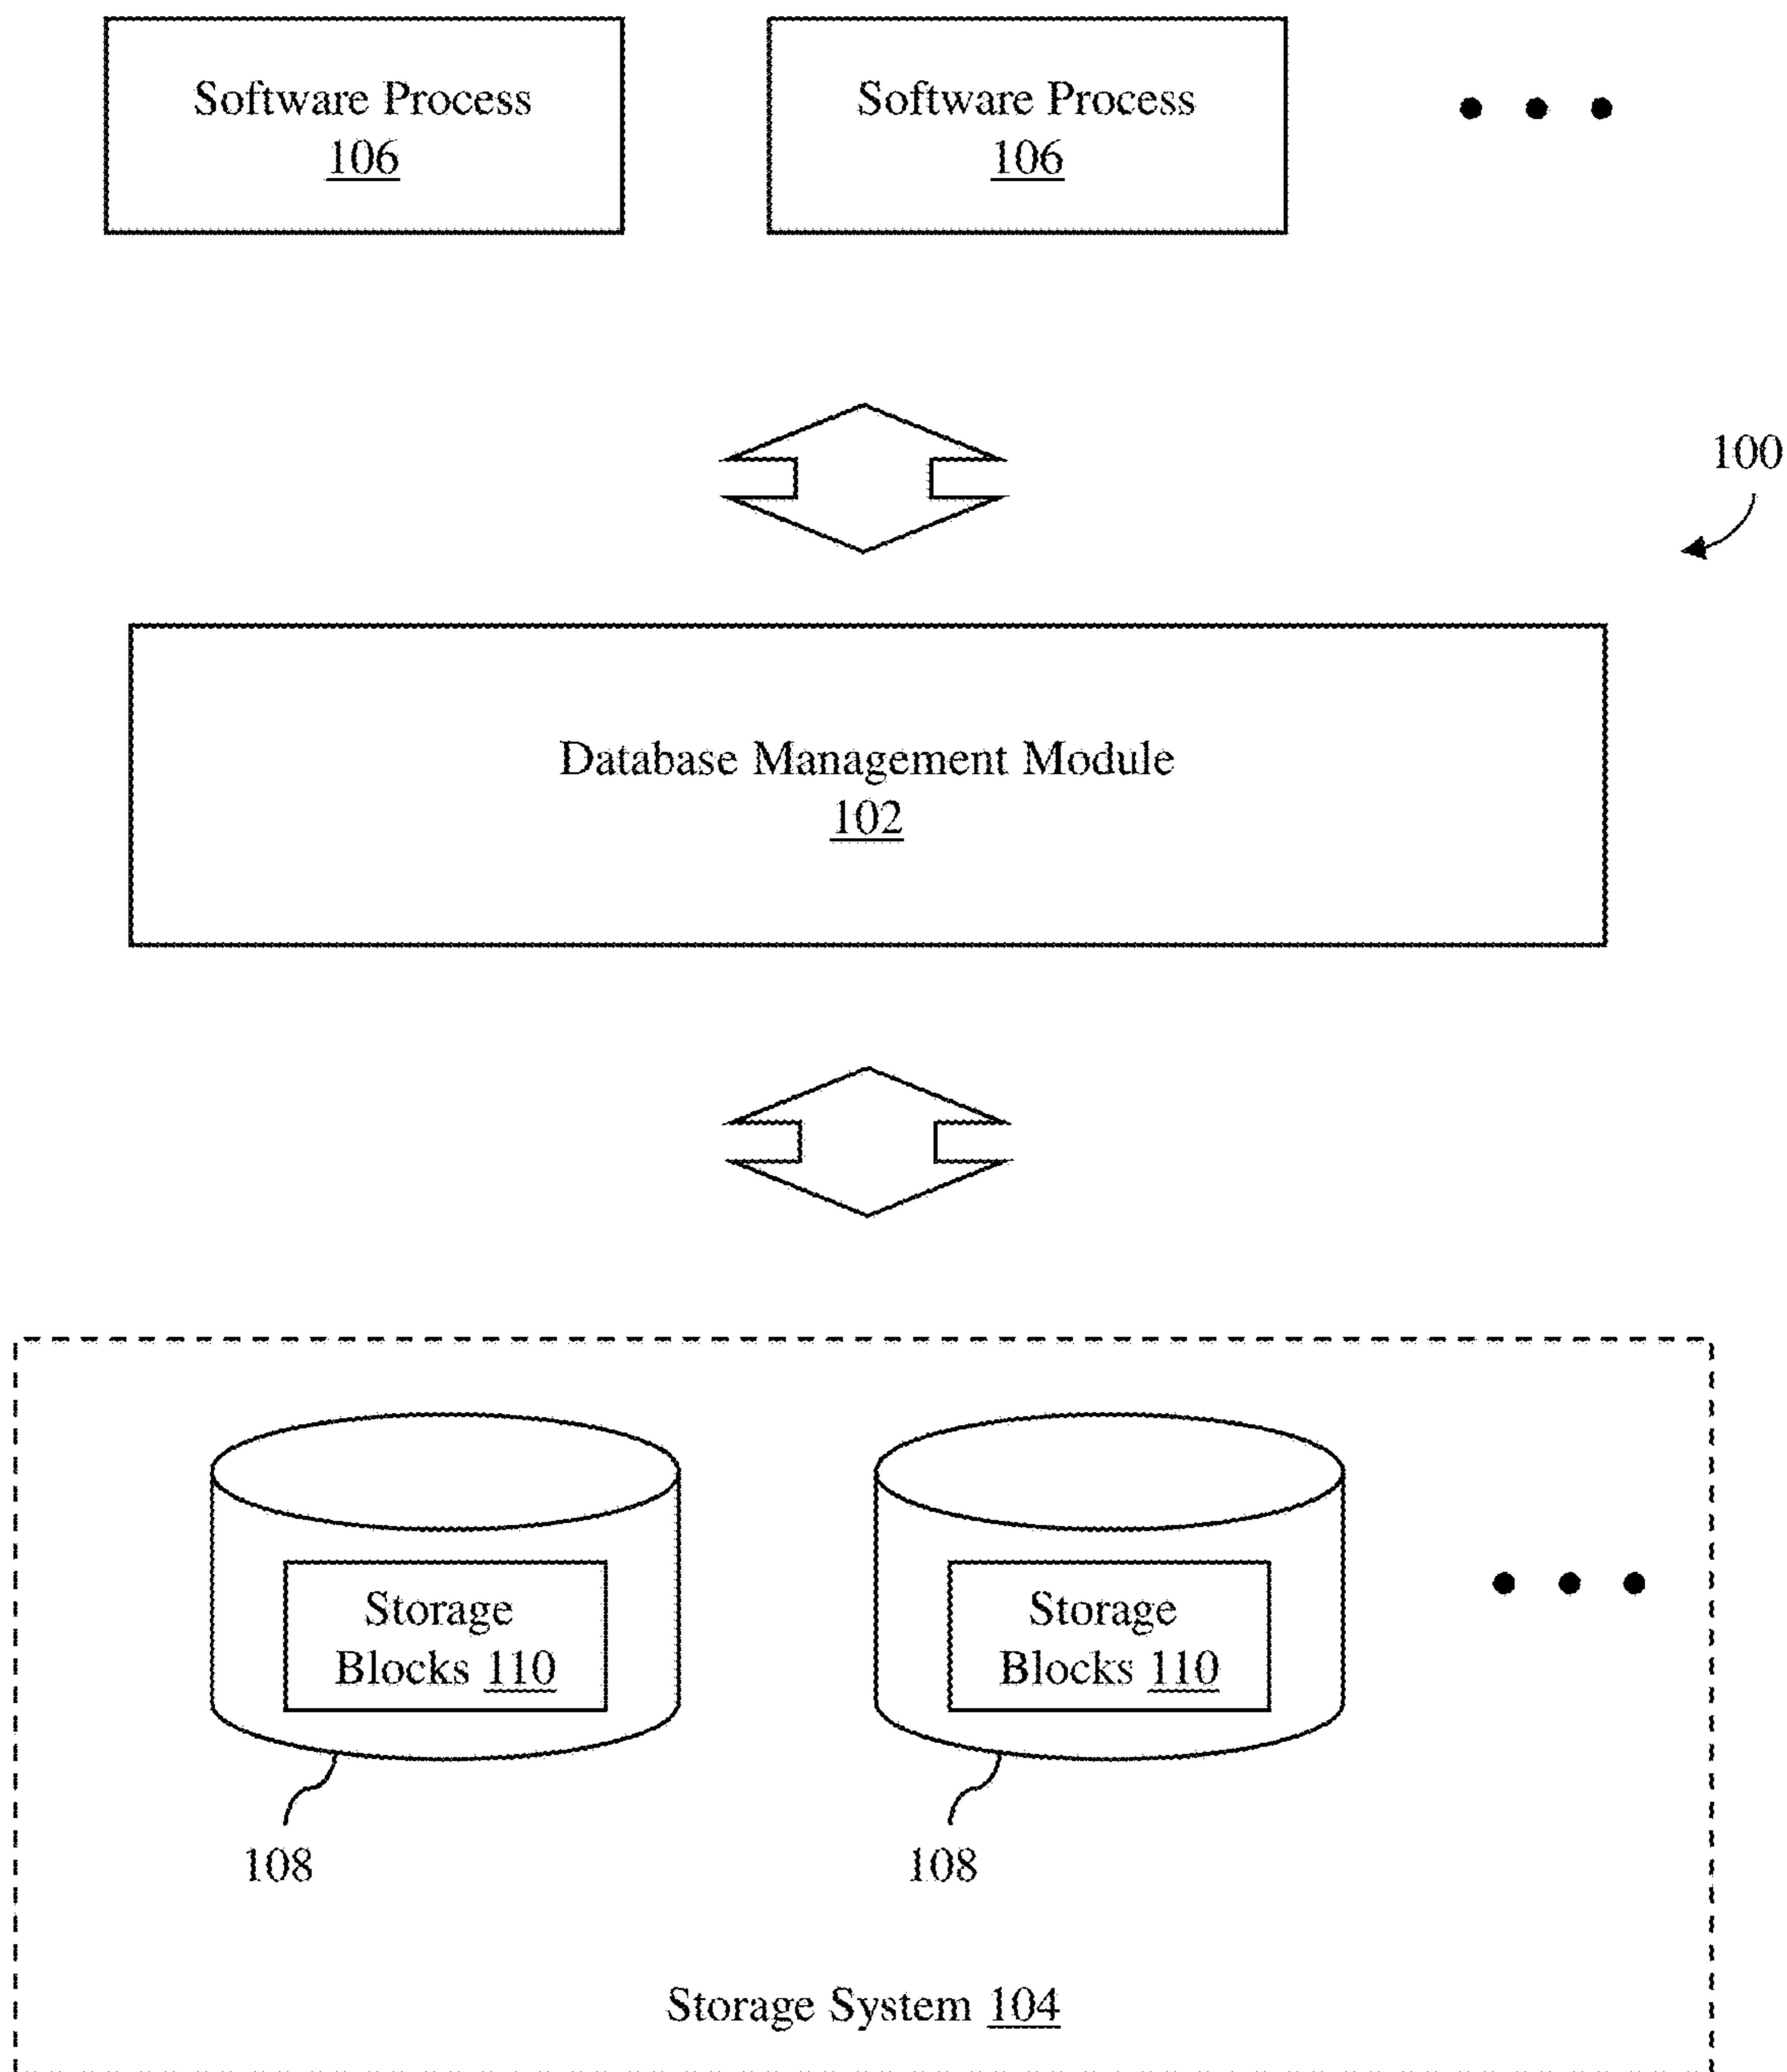 Software Process
106
Software Process
106
100
Database Management Module
102
Storage
Blocks 110
Storage
Blocks 110
108
108
Storage System 104